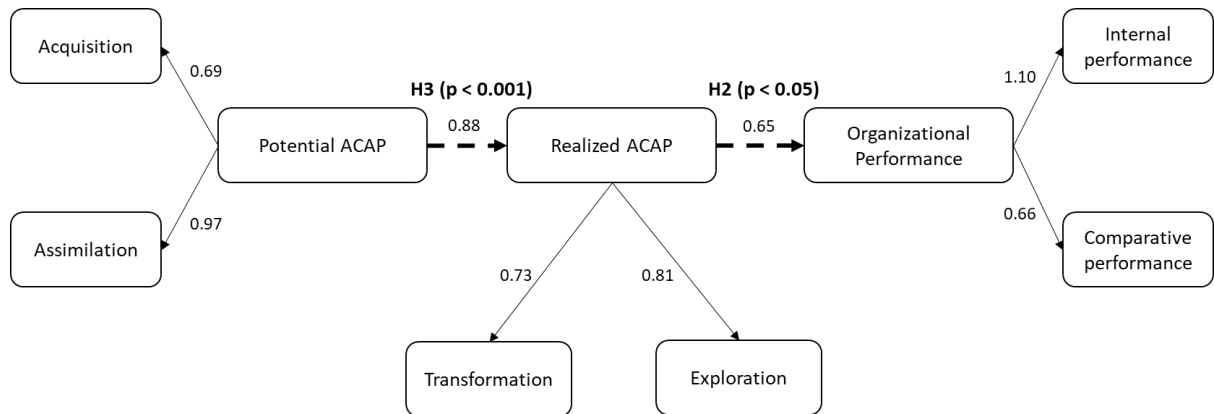 Acquisition
Internal
performance
0.69
1.10
H3 (p < 0.001)
H2 (p < 0.05)
0.88
0.65
Potential ACAP
Realized ACAP
Organizational
Performance
0.97
0.66
Assimilation
Comparative
performance
0.73
0.81
Transformation
Exploration